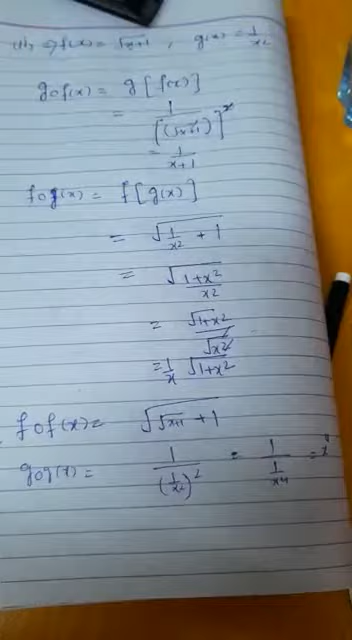 (ii) ⇒ f(x) = √x+1 , g(x) = 1/x²
gof(x) = g[f(x)]
= 1/[(√x+1)]²
= 1/x+1
fog(x) = f[g(x)]
= √(1/x² + 1)
= √(1+x²/x²)
= √1+x²/√x²
= 1/x √1+x²
fof(x) = √(√x+1 + 1)
gog(x) = 1/(1/x²)² = 1/(1/x⁴) = x⁴